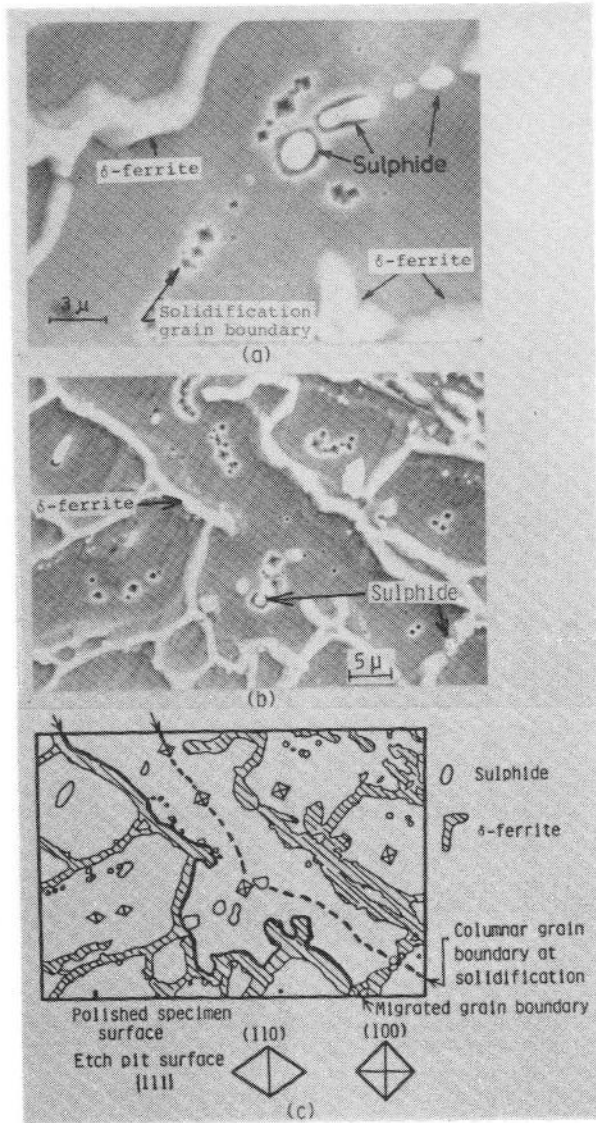 δ-ferrite
Sulphide
δ-ferrite
3 μ
Solidification
grain boundary
(a)
δ-ferrite
Sulphide
5 μ
(b)
Sulphide
δ-ferrite
Columnar grain
boundary at
solidification
Migrated grain boundary
Polished specimen
surface
(110)
(100)
Etch pit surface
{111}
(c)